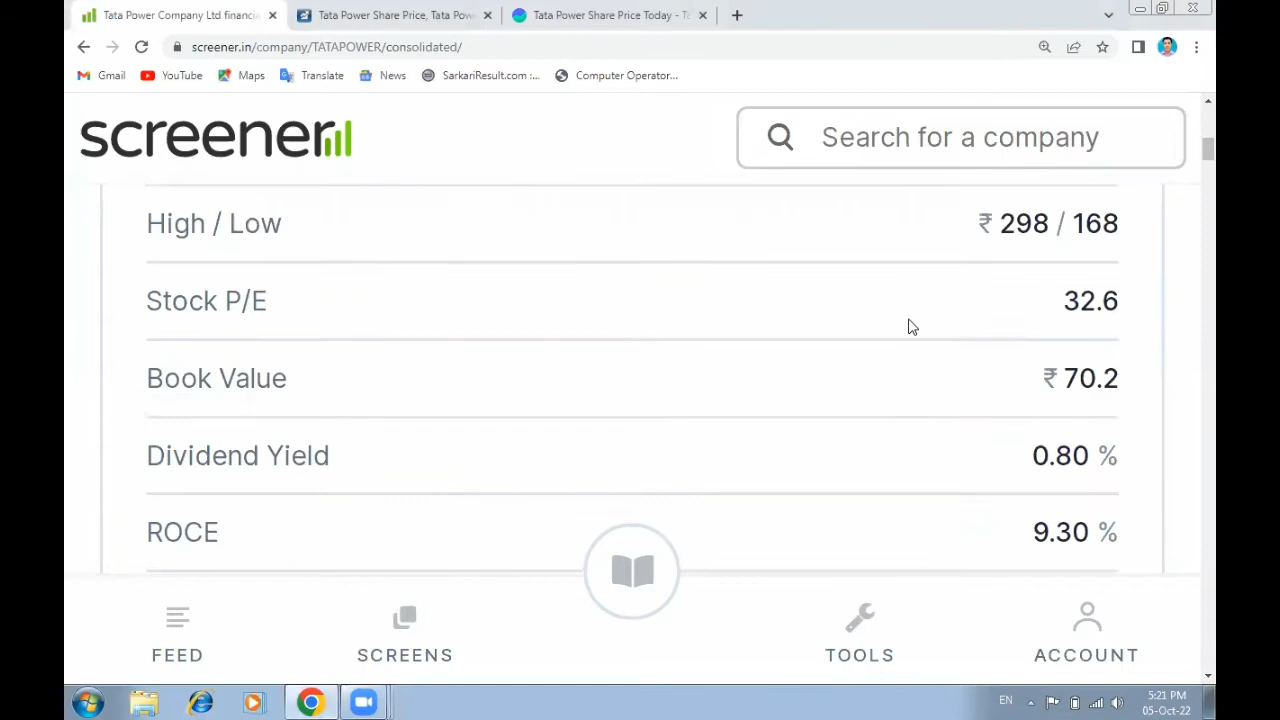 Tata Power Company Ltd financia
Tata Power Share Price, Tata Pow
Tata Power Share Price Today - Ta
screener.in/company/TATAPOWER/consolidated/
Gmail
YouTube
Maps
Translate
News
SarkariResult.com :...
Computer Operator...
screener
Search for a company
High / Low ₹ 298 / 168
Stock P/E 32.6
Book Value ₹ 70.2
Dividend Yield 0.80 %
ROCE 9.30 %
FEED
SCREENS
TOOLS
ACCOUNT
EN
5:21 PM
05-Oct-22